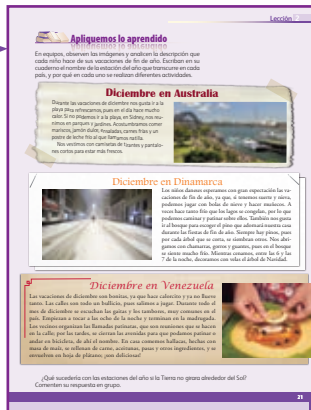 Lección 2
Apliquemos lo aprendido
En equipos, observen las imágenes y analicen la descripción que
cada niño hace de sus vacaciones de fin de año. Escriban en su
cuaderno el nombre de la estación del año que transcurre en cada
país, y por qué en cada uno se realizan diferentes actividades.
Diciembre en Australia
Durante las vacaciones de diciembre nos gusta ir a la
playa para refrescarnos, pues en el día hace mucho
calor. Si no podemos ir a la playa, en Sidney, nos reu-
nimos en parques y jardines. Acostumbramos comer
mariscos, jamón dulce, ensaladas, carnes frías y un
postre de leche frío al que llamamos natilla.
Nos vestimos con camisetas de tirantes y pantalo-
nes cortos para estar más frescos.
Diciembre en Dinamarca
Los niños daneses esperamos con gran expectación las va-
caciones de fin de año, ya que, si tenemos suerte y nieva,
podemos jugar con bolas de nieve y hacer muñecos. A
veces hace tanto frío que los lagos se congelan, por lo que
podemos caminar y patinar sobre ellos. También nos gusta
ir al bosque para escoger el pino que adornará nuestra casa
durante las fiestas de fin de año. Siempre hay pinos, pues
por cada árbol que se corta, se siembran otros. Nos abri-
gamos con chamarras, gorros y guantes, pues en el bosque
se siente mucho frío. Mientras cenamos, entre las 6 y las
7 de la noche, decoramos con velas el árbol de Navidad.
Diciembre en Venezuela
Las vacaciones de diciembre son bonitas, ya que hace calorcito y ya no llueve
tanto. Las calles son todo un bullicio, pues salimos a jugar. Durante todo el
mes de diciembre se escuchan las gaitas y los tambores, muy comunes en el
país. Empiezan a tocar a las ocho de la noche y terminan en la madrugada.
Los vecinos organizan las llamadas patinatas, que son reuniones que se hacen
en la calle; por las tardes, se cierran las avenidas para que podamos patinar o
andar en bicicleta, de ahí el nombre. En casa comemos hallacas, hechas con
masa de maíz, se rellenan de carne, aceitunas, pasas y otros ingredientes, y se
envuelven en hoja de plátano; ¡son deliciosas!
¿Qué sucedería con las estaciones del año si la Tierra no girara alrededor del Sol?
Comenten su respuesta en grupo.
21